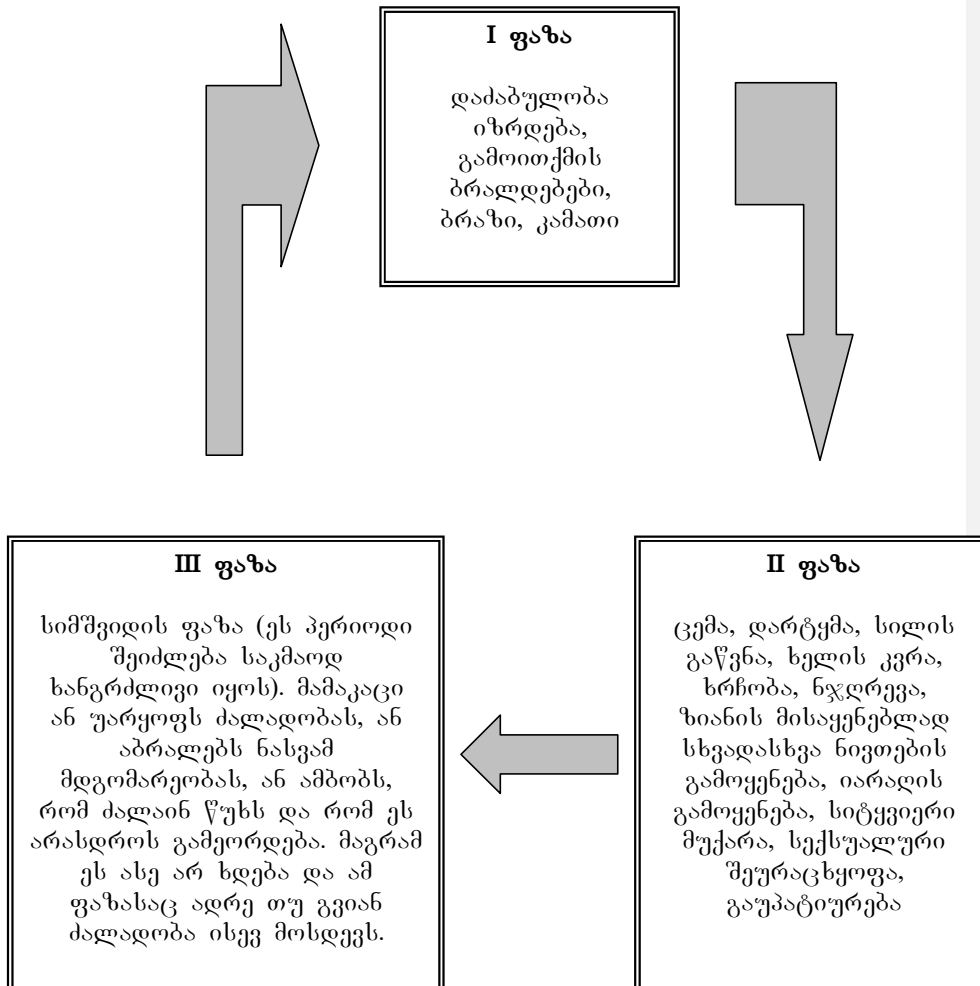 I ფაზა
დაძაბულობა
იზრდება,
გამოითქმის
ბრალდებები,
ბრაზი, კამათი
II ფაზა
ცემა, დარტყმა, სილის
გაწვნა, ხელის კვრა,
ხრჩობა, ნჯღრევა,
ზიანის მისაყენებლად
სხვადასხვა ნივთების
გამოყენება, იარაღის
გამოყენება, სიტყვიერი
მუქარა, სექსუალური
შეურაცხყოფა,
გაუპატიურება
III ფაზა
სიმშვიდის ფაზა (ეს პერიოდი
შეიძლება საკმაოდ
ხანგრძლივი იყოს). მამაკაცი
ან უარყოფს ძალადობას, ან
აბრალებს ნასვამ
მდგომარეობას, ან ამბობს,
რომ ძალაინ წუხს და რომ ეს
არასდროს გამეორდება. მაგრამ
ეს ასე არ ხდება და ამ
ფაზასაც ადრე თუ გვიან
ძალადობა ისევ მოსდევს.